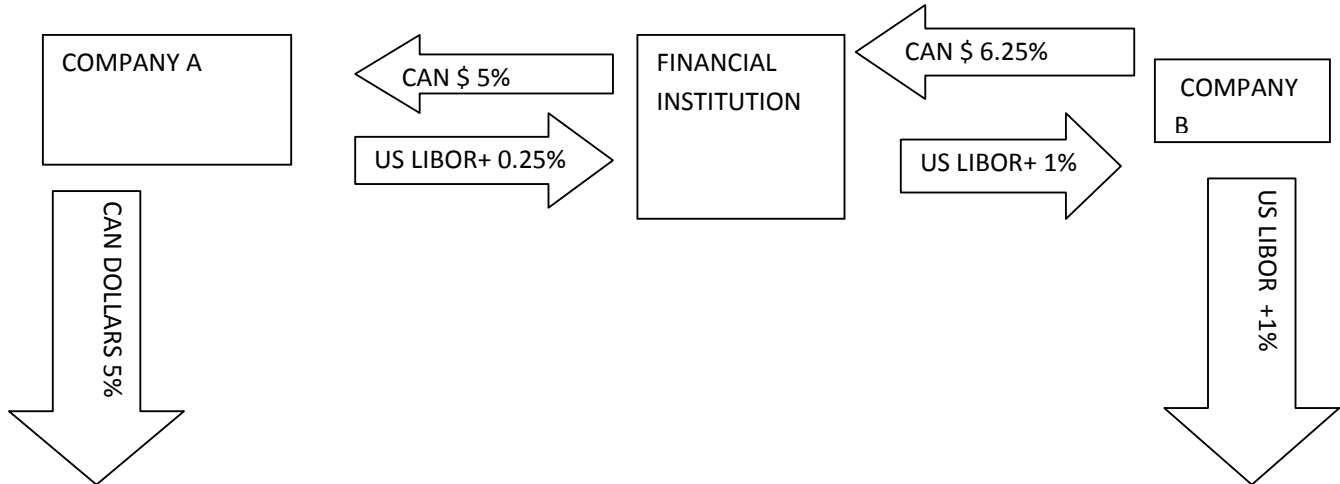 COMPANY A
CAN $ 5%
US LIBOR+ 0.25%
FINANCIAL
INSTITUTION
CAN $ 6.25%
US LIBOR+ 1%
COMPANY
B
CAN DOLLARS 5%
US LIBOR +1%